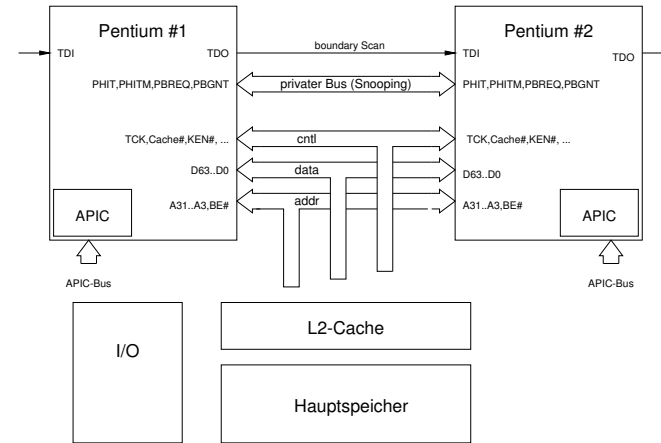 Pentium #1
Pentium #2
TDI
TDO
boundary Scan
TDI
TDO
PHIT,PHITM,PBREQ,PBGNT
privater Bus (Snooping)
PHIT,PHITM,PBREQ,PBGNT
TCK,Cache#,KEN#, ...
cntl
TCK,Cache#,KEN#, ...
D63..D0
data
D63..D0
A31..A3,BE#
addr
A31..A3,BE#
APIC
APIC
APIC-Bus
APIC-Bus
I/O
L2-Cache
Hauptspeicher